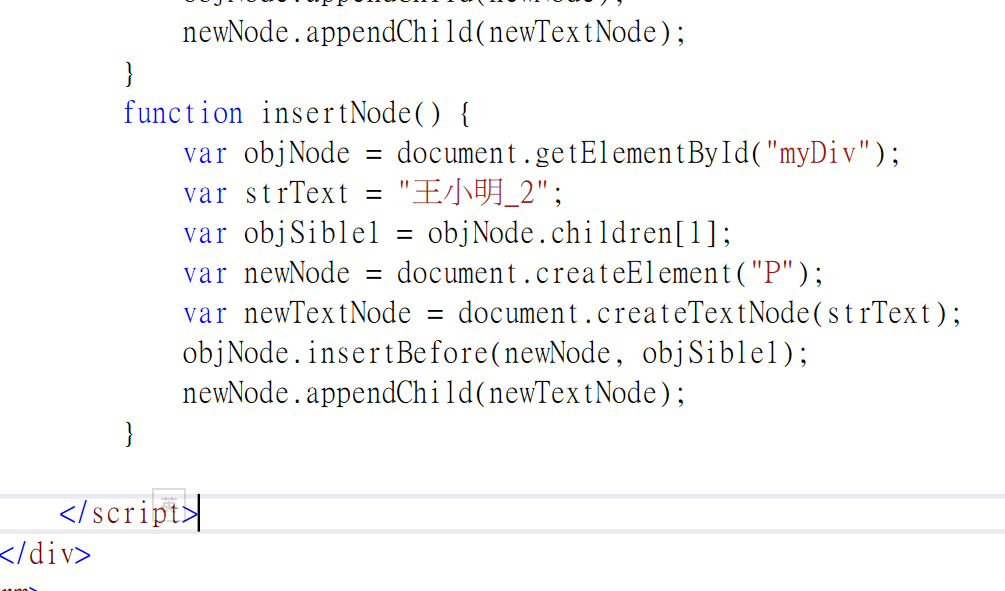 newNode.appendChild(newTextNode);
}
function insertNode() {
var objNode = document.getElementById("myDiv");
var strText = "王小明_2";
var objSible1 = objNode.children[1];
var newNode = document.createElement("P");
var newTextNode = document.createTextNode(strText);
objNode.insertBefore(newNode, objSible1);
newNode.appendChild(newTextNode);
}
</script>
英
</div>